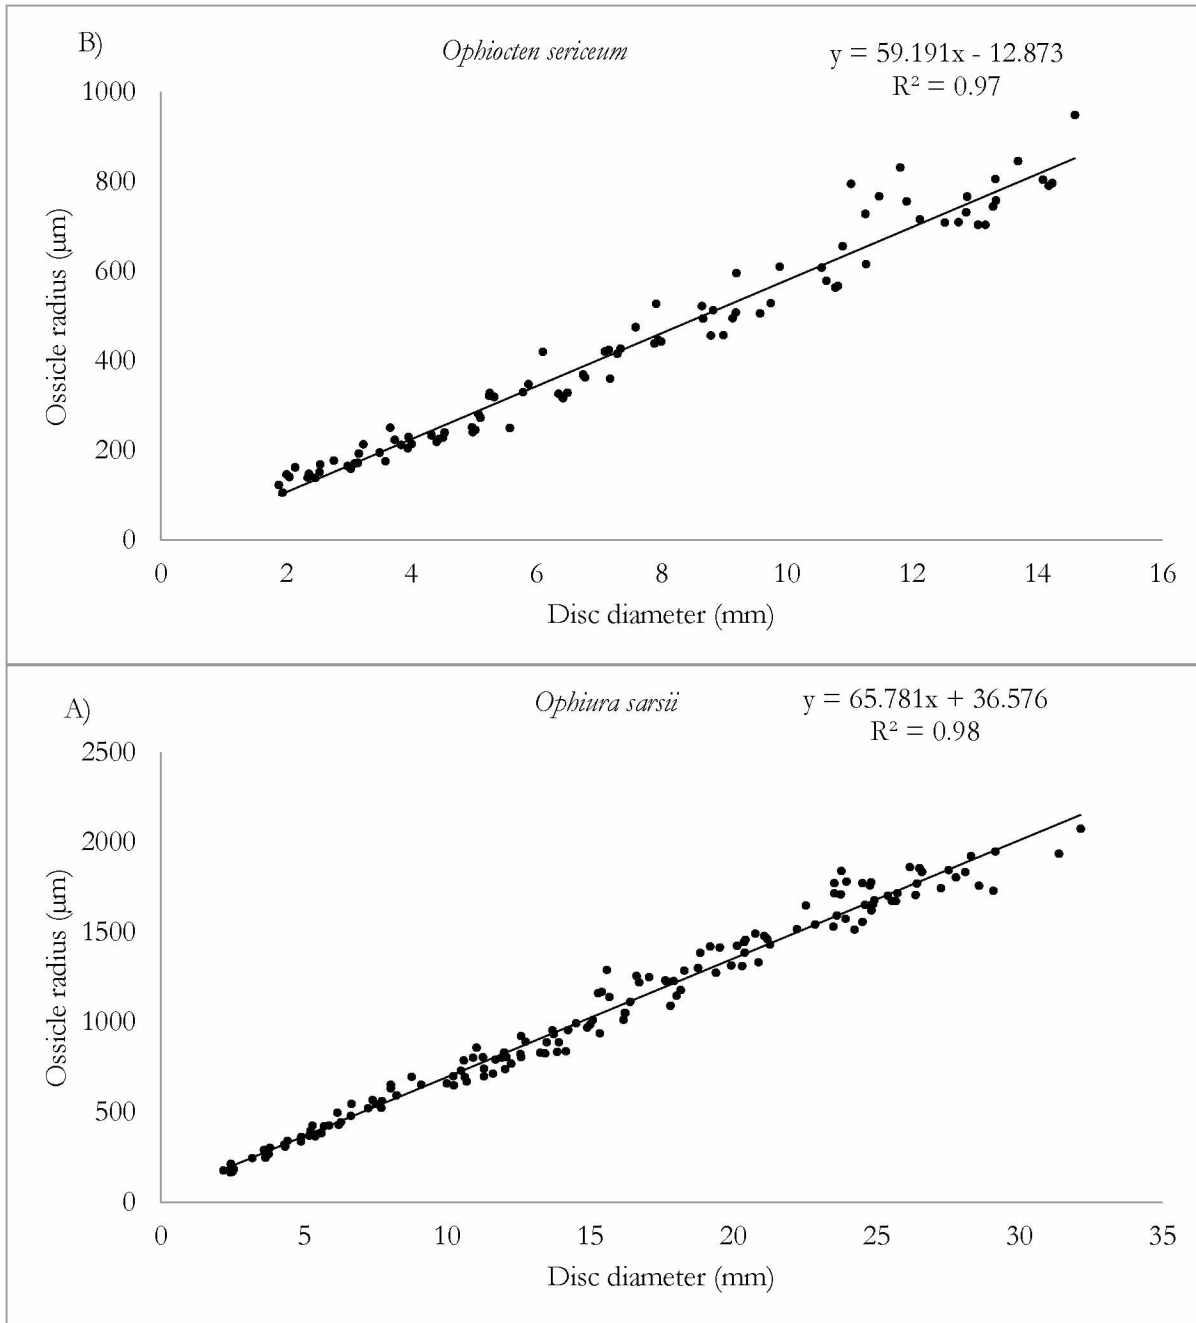 B)
Ophiocten sericeum
y = 59.191x - 12.873
R² = 0.97
1000
800
600
400
200
0
Ossicle radius (µm)
0 2 4 6 8 10 12 14 16
Disc diameter (mm)
A)
Ophiura sarsii
y = 65.781x + 36.576
R² = 0.98
2500
2000
1500
1000
500
0
Ossicle radius (µm)
0 5 10 15 20 25 30 35
Disc diameter (mm)